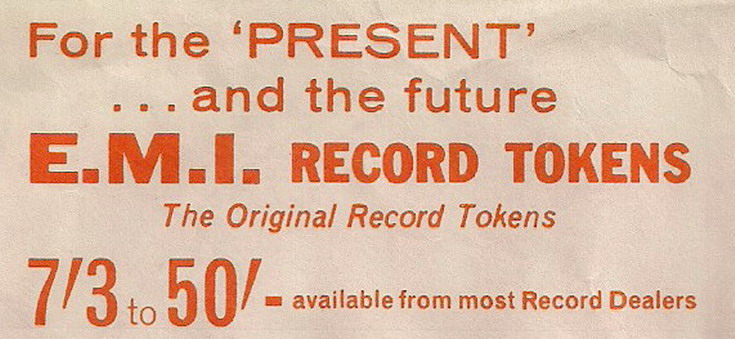 For the ‘PRESENT’
...and the future
E.M.I. RECORD TOKENS
The Original Record Tokens
7/3 to 50/- available from most Record Dealers